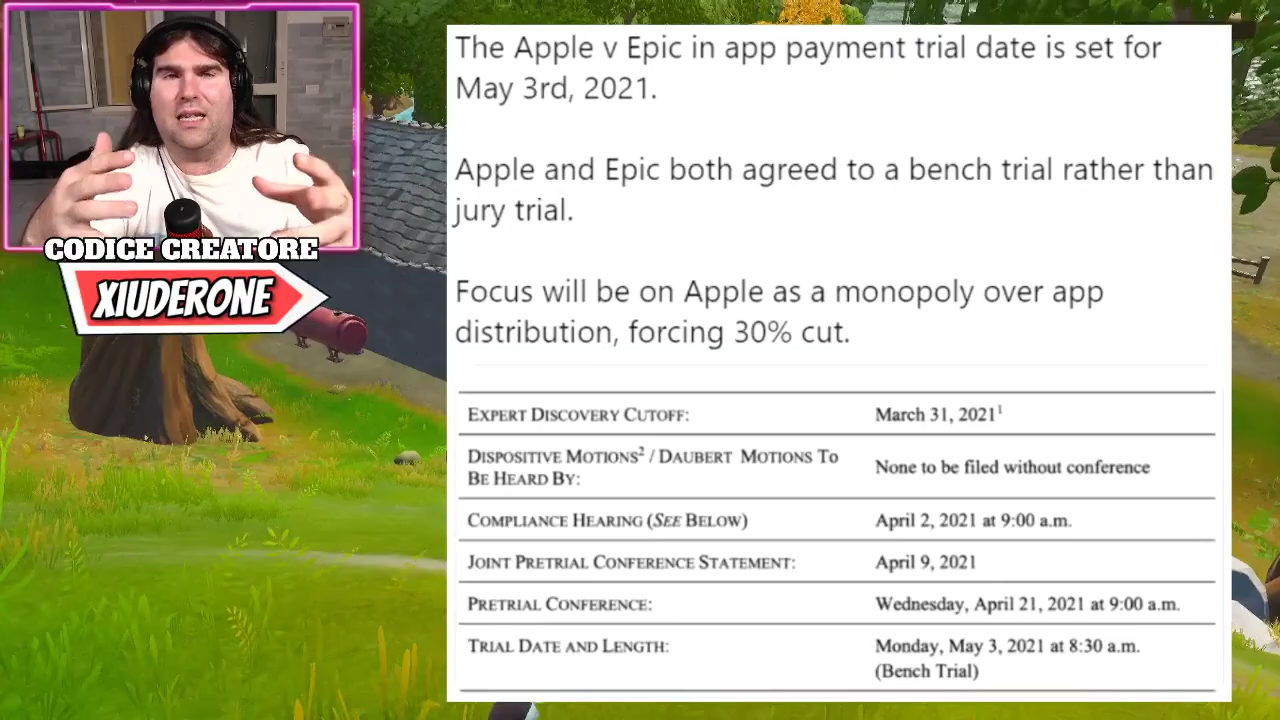 The Apple v Epic in app payment trial date is set for
May 3rd, 2021.
Apple and Epic both agreed to a bench trial rather than
jury trial.
Focus will be on Apple as a monopoly over app
distribution, forcing 30% cut.
CODICE CREATORE
XIUDERONE
EXPERT DISCOVERY CUTOFF: March 31, 2021¹
DISPOSITIVE MOTIONS² / DAUBERT MOTIONS TO
BE HEARD BY: None to be filed without conference
COMPLIANCE HEARING (SEE BELOW) April 2, 2021 at 9:00 a.m.
JOINT PRETRIAL CONFERENCE STATEMENT: April 9, 2021
PRETRIAL CONFERENCE: Wednesday, April 21, 2021 at 9:00 a.m.
TRIAL DATE AND LENGTH: Monday, May 3, 2021 at 8:30 a.m.
(Bench Trial)